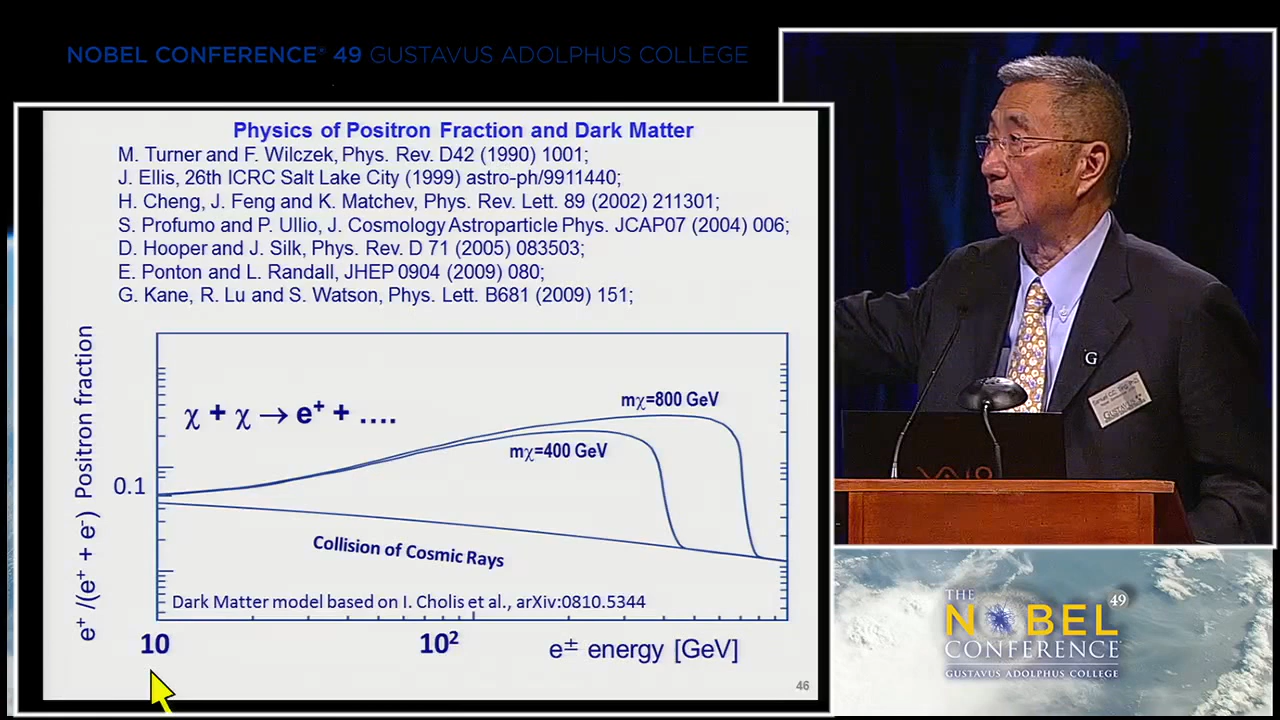 NOBEL CONFERENCE® 49 GUSTAVUS ADOLPHUS COLLEGE
Physics of Positron Fraction and Dark Matter
M. Turner and F. Wilczek, Phys. Rev. D42 (1990) 1001;
J. Ellis, 26th ICRC Salt Lake City (1999) astro-ph/9911440;
H. Cheng, J. Feng and K. Matchev, Phys. Rev. Lett. 89 (2002) 211301;
S. Profumo and P. Ullio, J. Cosmology Astroparticle Phys. JCAP07 (2004) 006;
D. Hooper and J. Silk, Phys. Rev. D 71 (2005) 083503;
E. Ponton and L. Randall, JHEP 0904 (2009) 080;
G. Kane, R. Lu and S. Watson, Phys. Lett. B681 (2009) 151;
e⁺ /(e⁺ + e⁻) Positron fraction
χ + χ → e⁺ + ....
mχ=800 GeV
mχ=400 GeV
0.1
Collision of Cosmic Rays
Dark Matter model based on I. Cholis et al., arXiv:0810.5344
10
10²
e± energy [GeV]
46
G
GUSTAVUS
VAIO
THE
NOBEL 49
CONFERENCE
GUSTAVUS ADOLPHUS COLLEGE